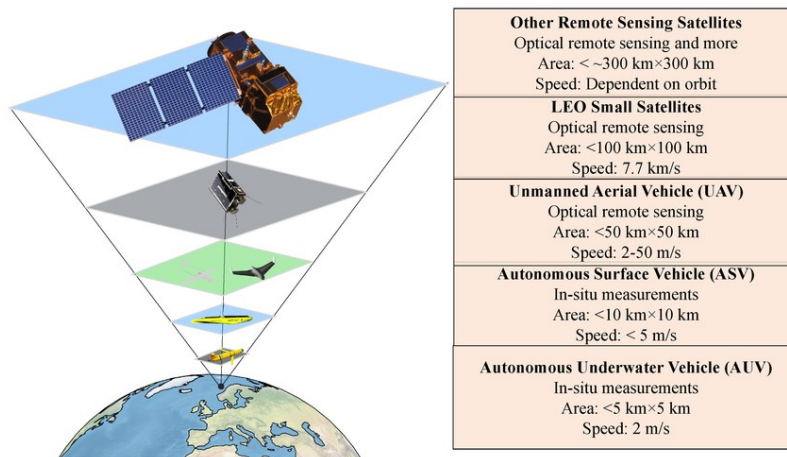 Other Remote Sensing Satellites
Optical remote sensing and more
Area: < ~300 km×300 km
Speed: Dependent on orbit
LEO Small Satellites
Optical remote sensing
Area: <100 km×100 km
Speed: 7.7 km/s
Unmanned Aerial Vehicle (UAV)
Optical remote sensing
Area: <50 km×50 km
Speed: 2-50 m/s
Autonomous Surface Vehicle (ASV)
In-situ measurements
Area: <10 km×10 km
Speed: < 5 m/s
Autonomous Underwater Vehicle (AUV)
In-situ measurements
Area: <5 km×5 km
Speed: 2 m/s